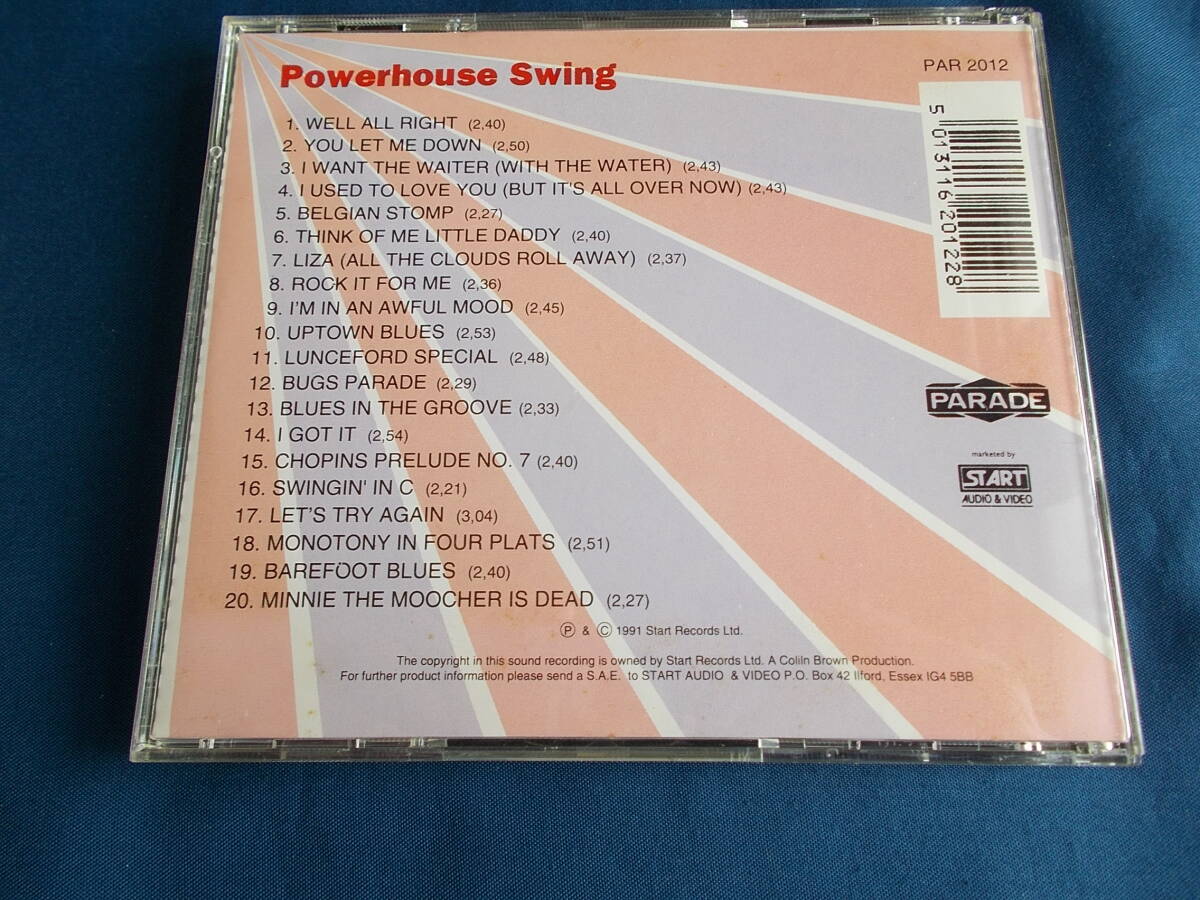 Powerhouse Swing
PAR 2012
1. WELL ALL RIGHT (2,40)
2. YOU LET ME DOWN (2,50)
3. I WANT THE WAITER (WITH THE WATER) (2,43)
4. I USED TO LOVE YOU (BUT IT'S ALL OVER NOW) (2,43)
5. BELGIAN STOMP (2,27)
6. THINK OF ME LITTLE DADDY (2,40)
7. LIZA (ALL THE CLOUDS ROLL AWAY) (2,37)
8. ROCK IT FOR ME (2,36)
9. I'M IN AN AWFUL MOOD (2,45)
10. UPTOWN BLUES (2,53)
11. LUNCEFORD SPECIAL (2,48)
12. BUGS PARADE (2,29)
13. BLUES IN THE GROOVE (2,33)
14. I GOT IT (2,54)
15. CHOPINS PRELUDE NO. 7 (2,40)
16. SWINGIN' IN C (2,21)
17. LET'S TRY AGAIN (3,04)
18. MONOTONY IN FOUR PLATS (2,51)
19. BAREFOOT BLUES (2,40)
20. MINNIE THE MOOCHER IS DEAD (2,27)
5 013116 201228
PARADE
marketed by
START
AUDIO & VIDEO
Ⓟ & © 1991 Start Records Ltd.
The copyright in this sound recording is owned by Start Records Ltd. A Coliln Brown Production.
For further product information please send a S.A.E. to START AUDIO & VIDEO P.O. Box 42 Ilford, Essex IG4 5BB